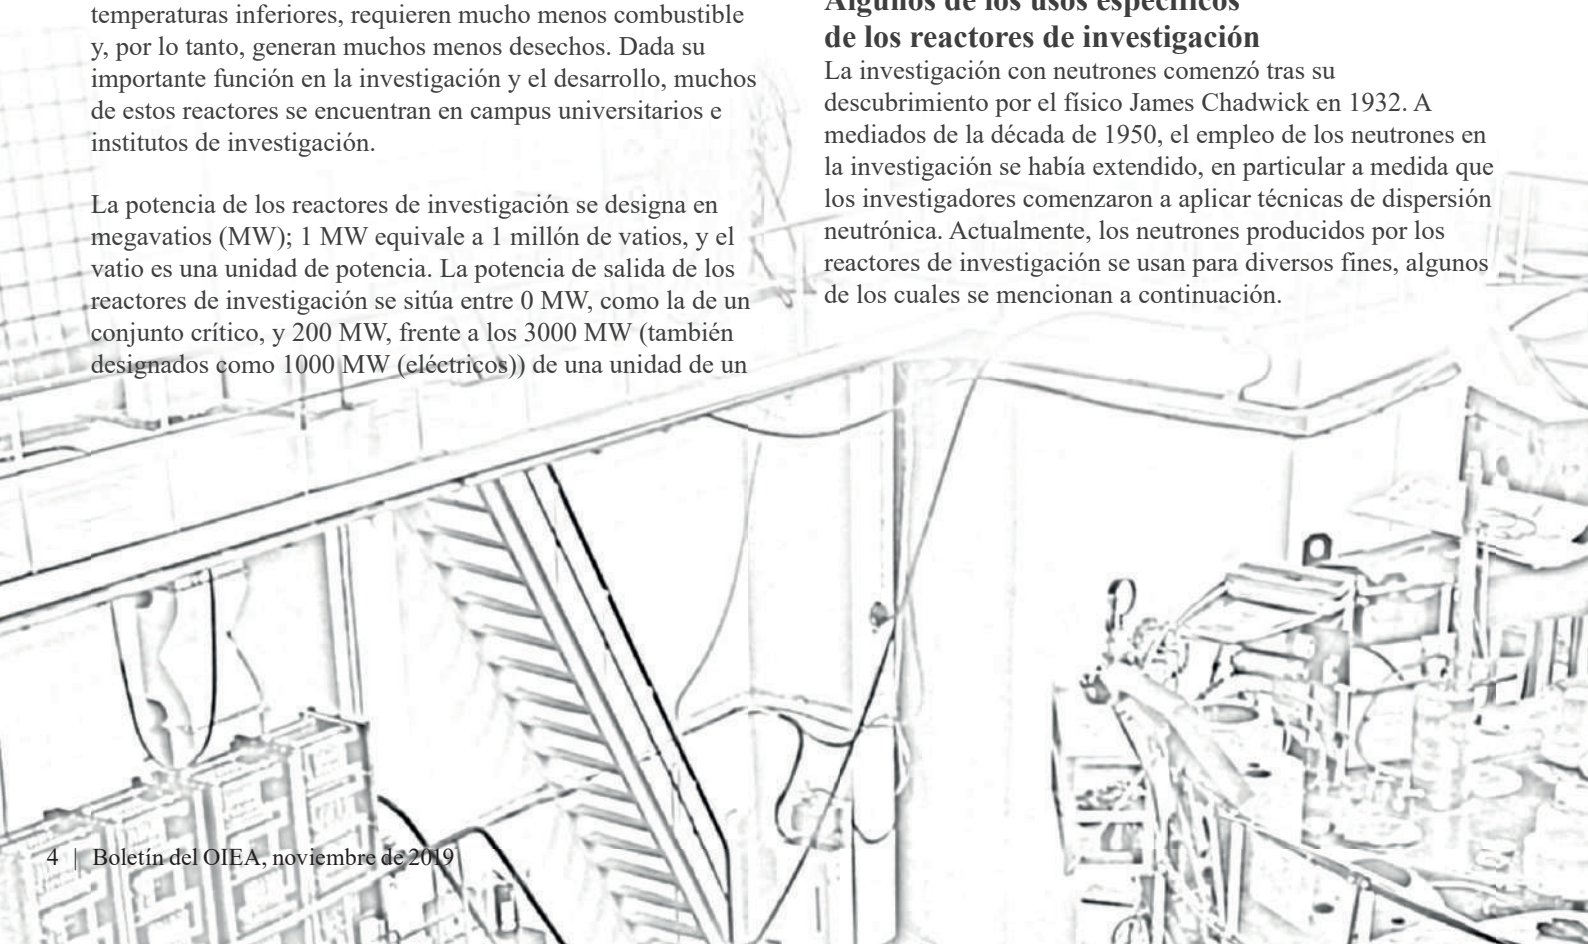 temperaturas inferiores, requieren mucho menos combustible
y, por lo tanto, generan muchos menos desechos. Dada su
importante función en la investigación y el desarrollo, muchos
de estos reactores se encuentran en campus universitarios e
institutos de investigación.
La potencia de los reactores de investigación se designa en
megavatios (MW); 1 MW equivale a 1 millón de vatios, y el
vatio es una unidad de potencia. La potencia de salida de los
reactores de investigación se sitúa entre 0 MW, como la de un
conjunto crítico, y 200 MW, frente a los 3000 MW (también
designados como 1000 MW (eléctricos)) de una unidad de un
Algunos de los usos específicos
de los reactores de investigación
La investigación con neutrones comenzó tras su
descubrimiento por el físico James Chadwick en 1932. A
mediados de la década de 1950, el empleo de los neutrones en
la investigación se había extendido, en particular a medida que
los investigadores comenzaron a aplicar técnicas de dispersión
neutrónica. Actualmente, los neutrones producidos por los
reactores de investigación se usan para diversos fines, algunos
de los cuales se mencionan a continuación.
4 | Boletín del OIEA, noviembre de 2019